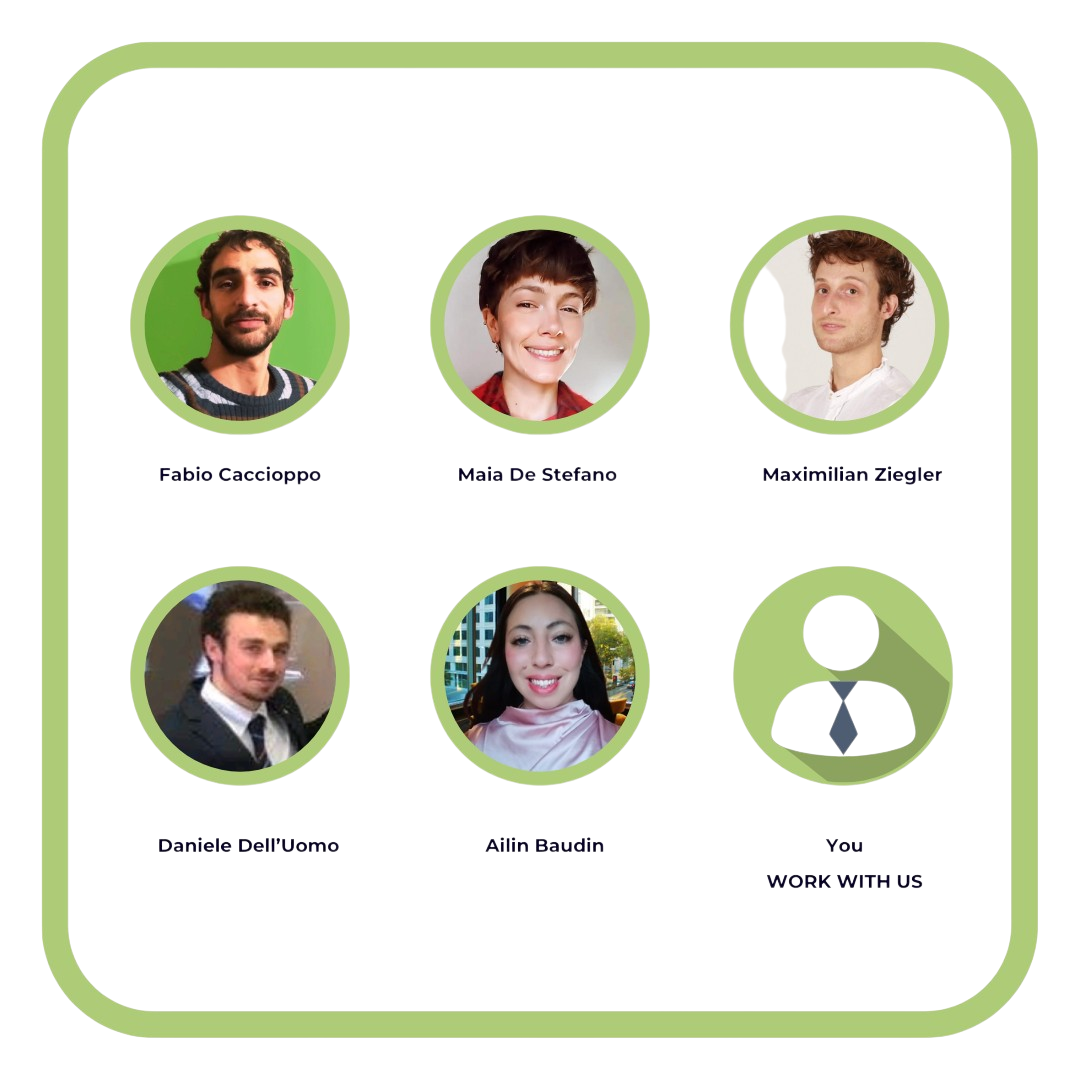 Fabio Caccioppo
Maia De Stefano
Maximilian Ziegler
Daniele Dell’Uomo
Ailin Baudin
You
WORK WITH US